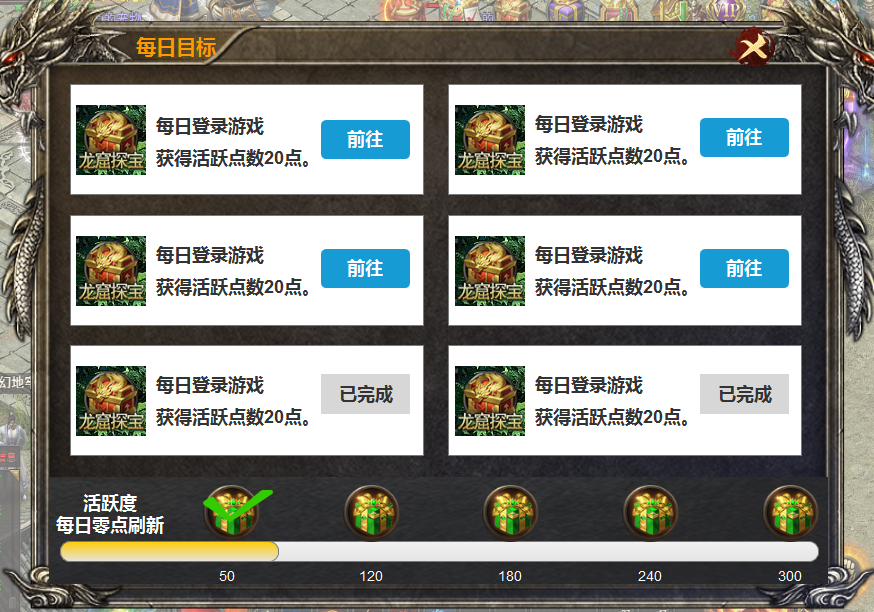 VIP
每日目标
龙窟探宝
每日登录游戏
获得活跃点数20点。
前往
龙窟探宝
每日登录游戏
获得活跃点数20点。
前往
龙窟探宝
每日登录游戏
获得活跃点数20点。
前往
龙窟探宝
每日登录游戏
获得活跃点数20点。
前往
幻地牢
龙窟探宝
每日登录游戏
获得活跃点数20点。
已完成
龙窟探宝
每日登录游戏
获得活跃点数20点。
已完成
活跃度
每日零点刷新
50
120
180
240
300